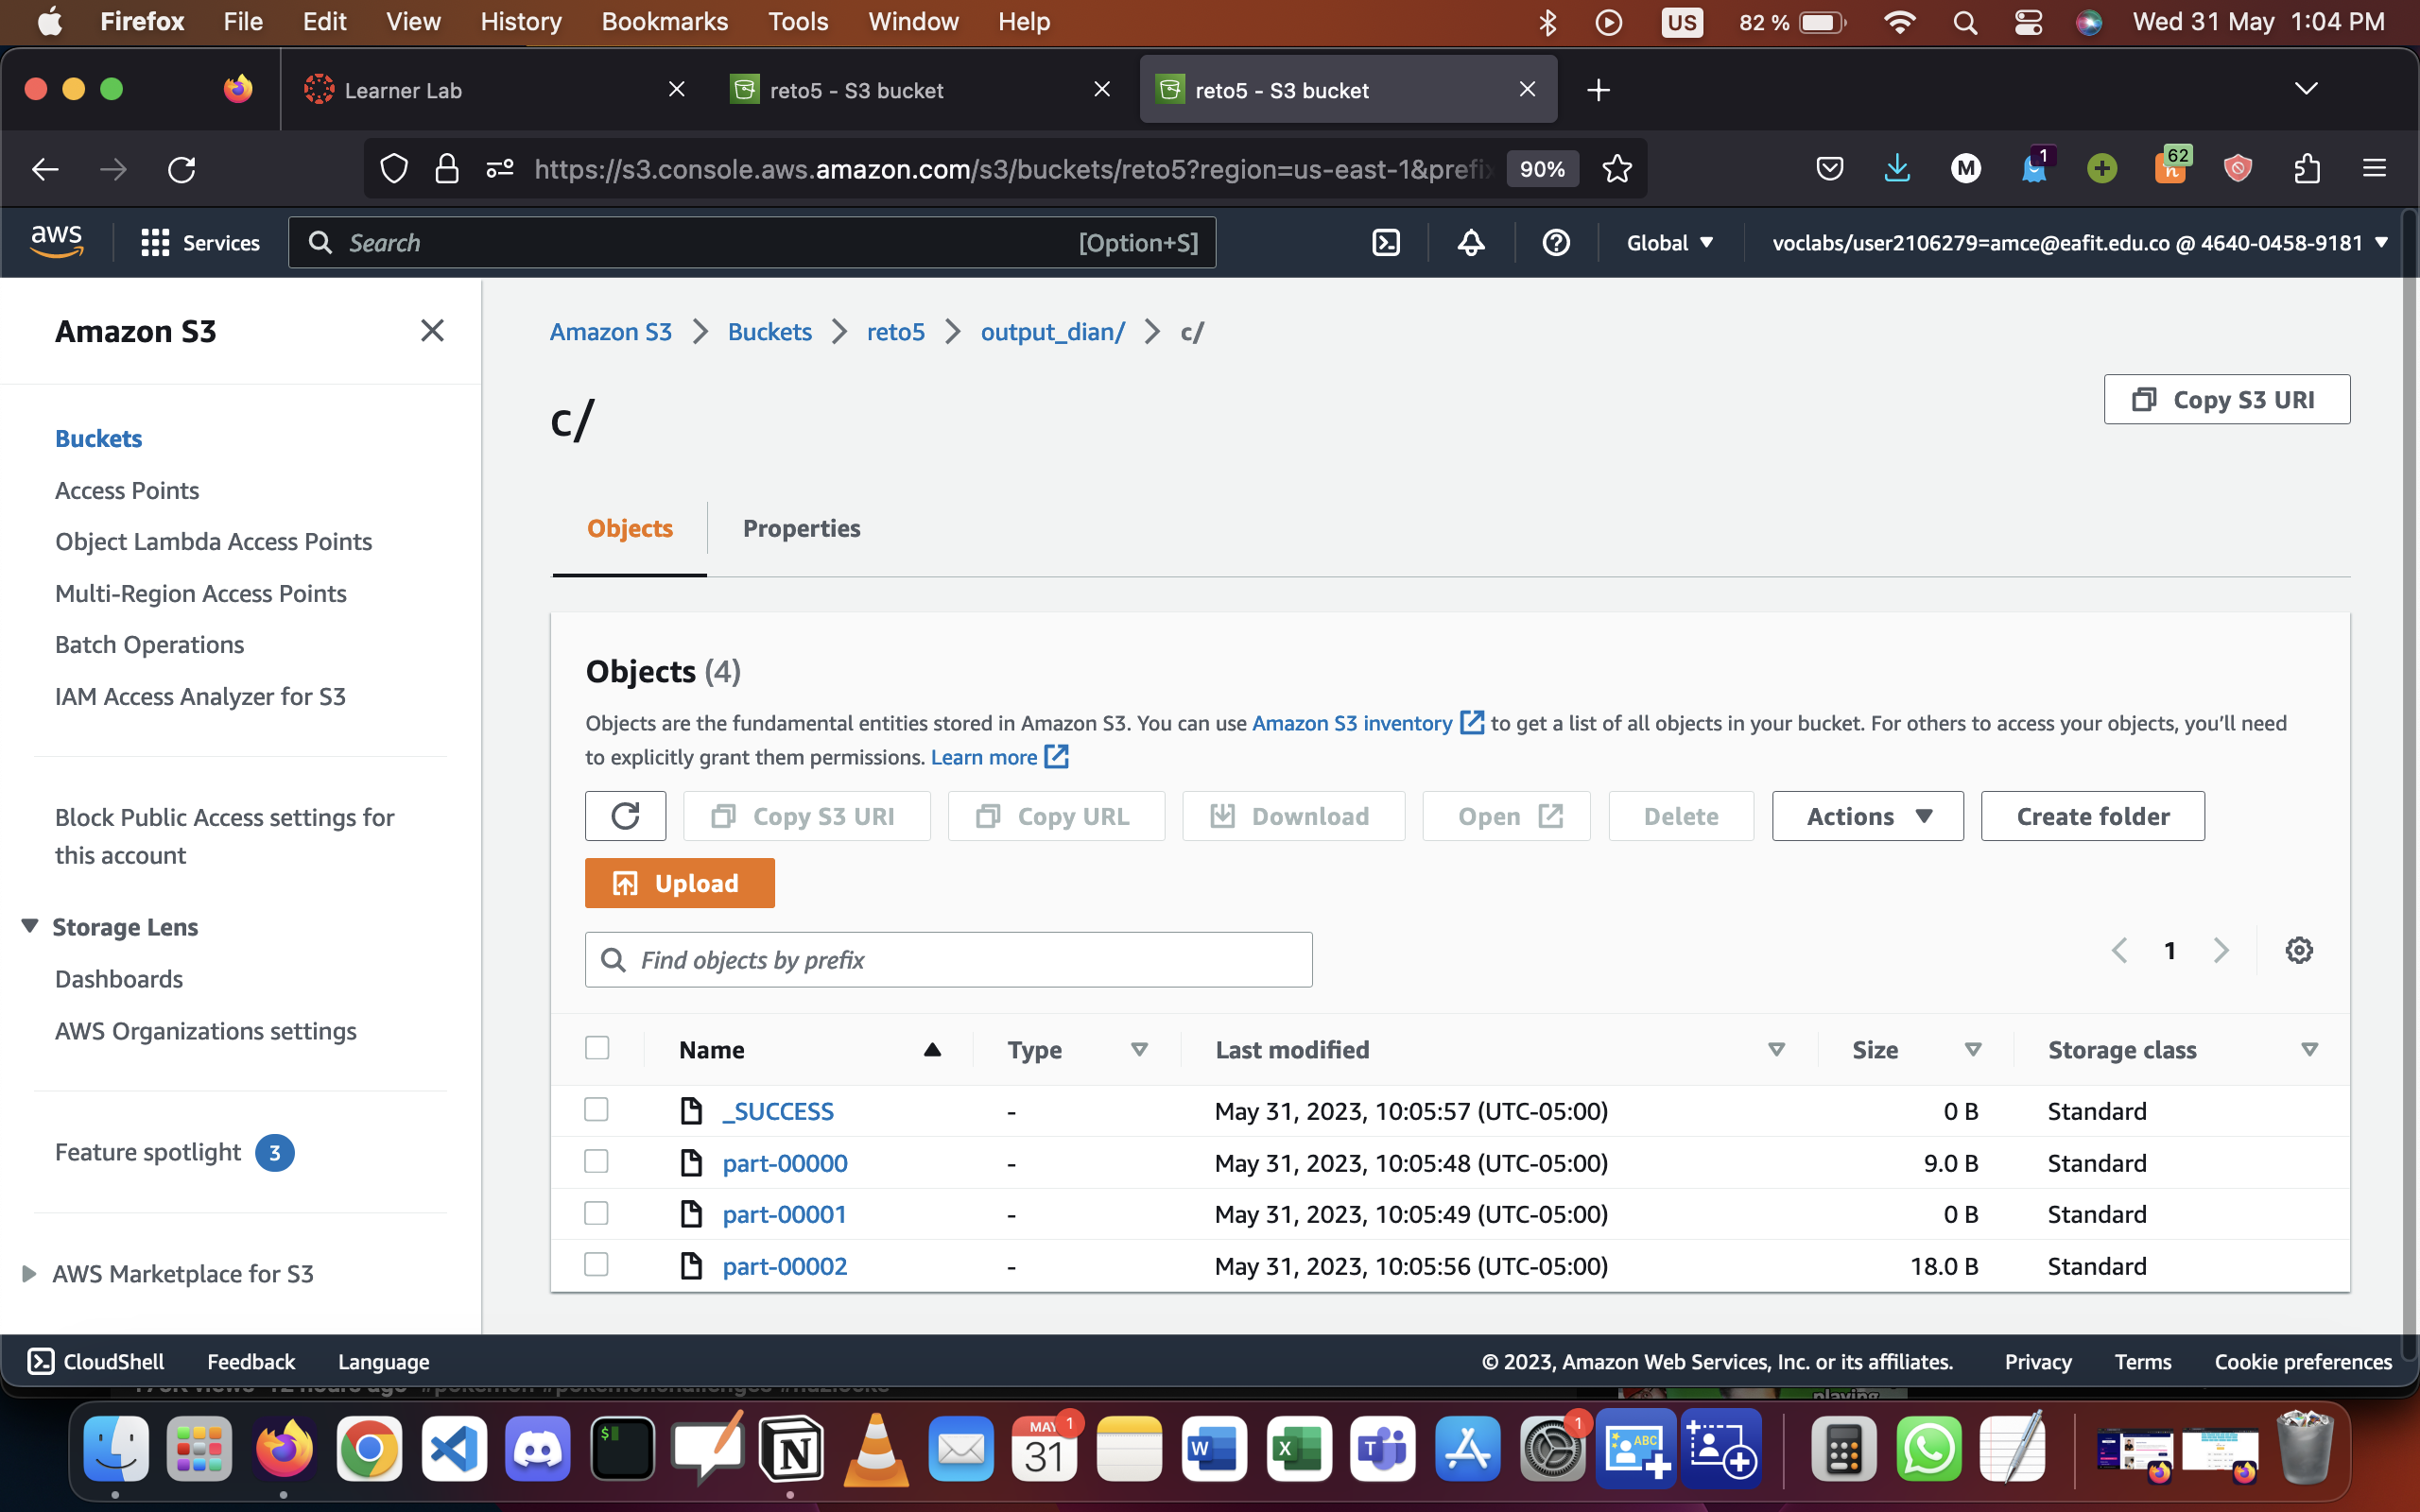 Firefox File Edit View History Bookmarks Tools Window Help US 82 % Wed 31 May 1:04 PM
Learner Lab reto5 - S3 bucket reto5 - S3 bucket
https://s3.console.aws.amazon.com/s3/buckets/reto5?region=us-east-1&prefix 90% M 1 62 n
aws Services Search [Option+S] Global voclabs/user2106279=amce@eafit.edu.co @ 4640-0458-9181
Amazon S3
Buckets
Access Points
Object Lambda Access Points
Multi-Region Access Points
Batch Operations
IAM Access Analyzer for S3
Block Public Access settings for
this account
Storage Lens
Dashboards
AWS Organizations settings
Feature spotlight 3
AWS Marketplace for S3
Amazon S3 Buckets reto5 output_dian/ c/
c/
Copy S3 URI
Objects Properties
Objects (4)
Objects are the fundamental entities stored in Amazon S3. You can use Amazon S3 inventory to get a list of all objects in your bucket. For others to access your objects, you’ll need
to explicitly grant them permissions. Learn more
Copy S3 URI Copy URL Download Open Delete Actions Create folder
Upload
Find objects by prefix 1
Name Type Last modified Size Storage class
_SUCCESS - May 31, 2023, 10:05:57 (UTC-05:00) 0 B Standard
part-00000 - May 31, 2023, 10:05:48 (UTC-05:00) 9.0 B Standard
part-00001 - May 31, 2023, 10:05:49 (UTC-05:00) 0 B Standard
part-00002 - May 31, 2023, 10:05:56 (UTC-05:00) 18.0 B Standard
CloudShell Feedback Language © 2023, Amazon Web Services, Inc. or its affiliates. Privacy Terms Cookie preferences
MAY 1
31
W X T 1 ABC
$
N